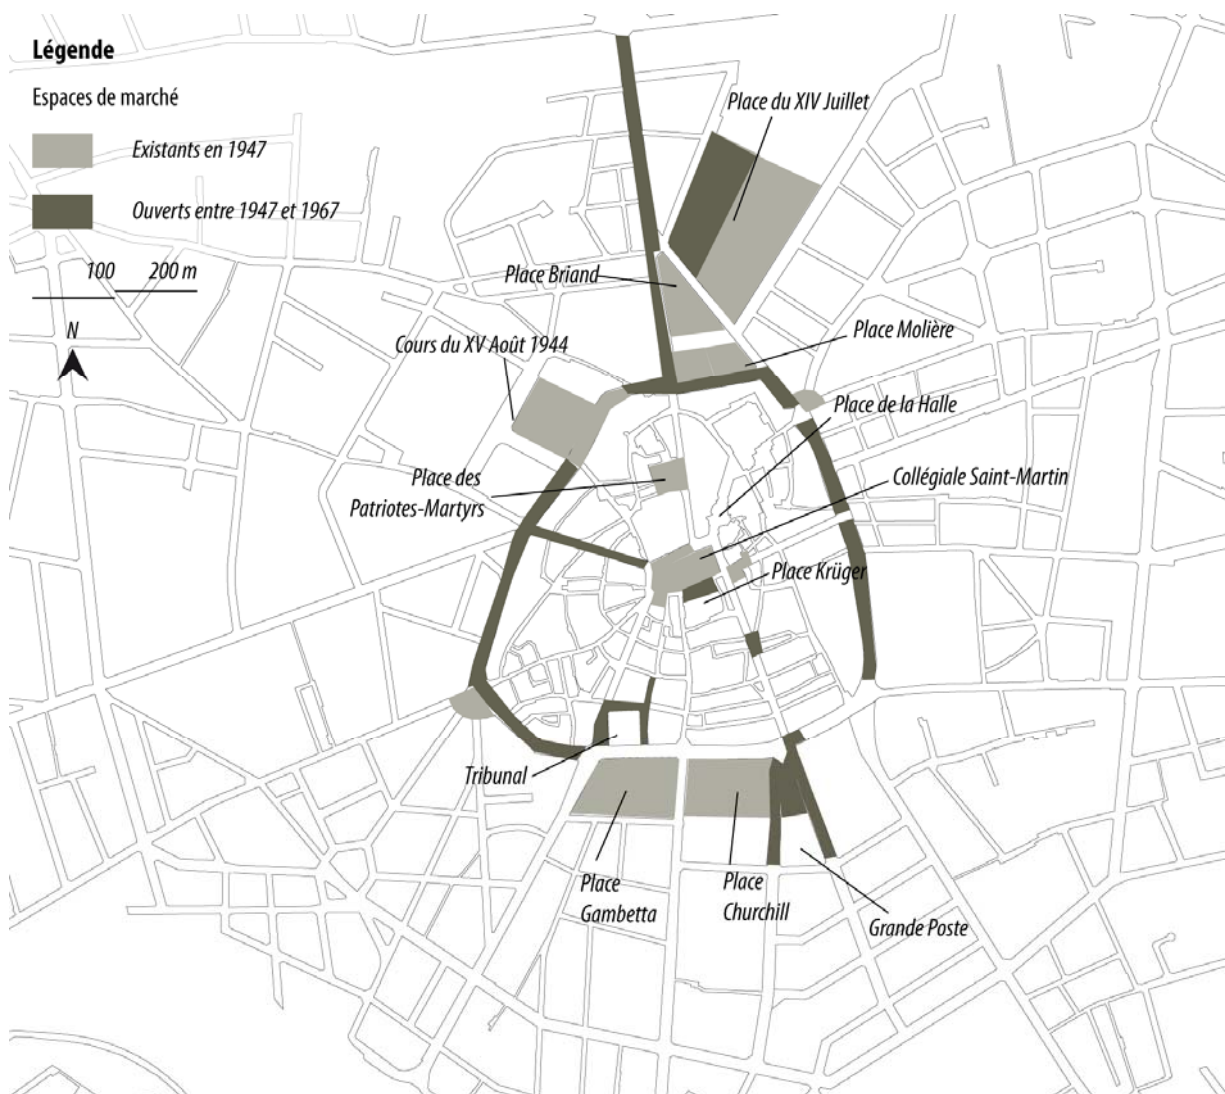 Légende
Espaces de marché
Existants en 1947
Ouverts entre 1947 et 1967
100 200 m
N
Place du XIV Juillet
Place Briand
Place Molière
Cours du XV Août 1944
Place de la Halle
Place des
Patriotes-Martyrs
Collégiale Saint-Martin
Place Krüger
Tribunal
Place
Gambetta
Place
Churchill
Grande Poste